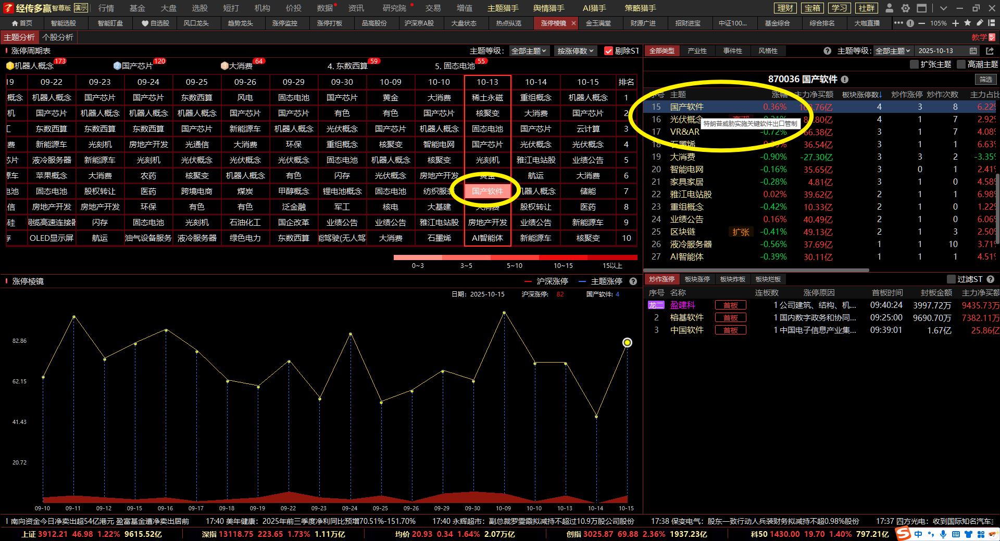 经传多赢 智尊版 演示 行情 基金 大盘 选股 短打 机构 价投 数据 资讯 研究院 交易 增值 主题猎手 舆情猎手 AI猎手 策略猎手 理财 宝箱 学习 社群
首页 智能选股 智能盯盘 自选股 风口龙头 趋势龙头 涨停监控 涨停打板 品高股份 沪深京A股 大盘状态 热点纵览 涨停棱镜 金玉满堂 财源广进 招财进宝 中证100... 基金综合 综合排名 大咖直播 105%
主题分析 个股分析 教学
涨停周期表 主题等级: 全部主题 按涨停数 剔除ST
机器人概念 173 国产芯片 120 大消费 64 4. 东数西算 59 5. 固态电池 55
19 09-22 09-23 09-24 09-25 09-26 09-29 09-30 10-09 10-10 10-13 10-14 10-15 排名
概念 机器人概念 国产芯片 国产芯片 东数西算 风电 固态电池 国产芯片 黄金 大消费 稀土永磁 重组概念 机器人概念 1
机 国产芯片 机器人概念 机器人概念 机器人概念 国产芯片 国产芯片 有色 有色 国产芯片 核聚变 大消费 国产芯片 2
东数西算 东数西算 东数西算 国产芯片 新能源车 机器人概念 光伏概念 国产芯片 机器人概念 固态电池 国产芯片 云计算 3
费 新能源车 光刻机 房地产开发 光通信 大消费 环保 重组概念 核聚变 智能电网 国产芯片 光伏概念 光伏概念 4
芯片 液冷服务器 新能源车 光刻机 光伏概念 光伏概念 光伏概念 固态电池 机器人概念 核聚变 光刻机 雅江电站股 业绩公告 5
源车 苹果概念 大消费 农药 核聚变 机器人概念 有色 闪存 光伏概念 房地产开发 黄金 航运 大消费 6
电池 固态电池 股权转让 医药 跨境电商 煤炭 甲醇概念 锂电池概念 固态电池 纺织服装 国产软件 机器人概念 储能 7
信 房地产开发 房地产开发 环保 有色 有色 泛金融 军工 核电 大基建 大消费 股权转让 医药 8
硅 铜缆高速连接器 闪存 固态电池 光刻机 石油化工 国企改革 业绩公告 业绩公告 雅江电站股 房地产开发 业绩公告 新能源车 9
OLED显示屏 航运 油气设备服务 液冷服务器 绿色电力 东数西算 能驾驶(无人驾 大消费 石墨烯 AI智能体 新能源车 核聚变 10
0~3 3~5 5~10 10~15 15以上
涨停棱镜 沪深涨停 主题涨停
日期: 2025-10-15 沪深涨停: 82 国产软件: 4
82.86
62.15
41.43
20.72
09-10 09-11 09-12 09-15 09-16 09-17 09-18 09-19 09-22 09-23 09-24 09-25 09-26 09-29 09-30 10-09 10-10 10-13 10-14 10-15
全部类型 产业性 事件性 风格性 主题等级: 全部主题 2025-10-13
扩张主题 高潮主题
870036 国产软件 筛选
序号 主题 涨幅 主力净买额 板块涨停数↓ 炒作涨停 炒作次数 主力占比
15 国产软件 0.36% .76亿 4 3 8 6.22%
16 光伏概念 .80亿 4 1 7 2.92%
特朗普威胁实施关键软件出口管制
17 VR&AR -0.72% 66.38亿 3 1 7 4.08%
18 石墨烯 36.54亿 3 1 1 6.63
19 大消费 -0.90% -27.30亿 3 3 2 -3.35%
20 智能电网 -0.16% 35.65亿 3 0 1 2.41%
21 家具家居 -0.28% 4.81亿 3 1 0 4.58%
22 雅江电站股 0.02% 39.62亿 2 1 1 6.98%
23 重组概念 -0.42% 10.33亿 2 1 0 1.22%
24 业绩公告 0.16% 40.49亿 2 1 0 6.06%
25 区块链 扩张 -0.41% 49.13亿 2 1 3 2.50%
26 液冷服务器 -0.56% 37.69亿 1 1 10 3.71%
27 AI智能体 -0.39% 30.11亿 1 1 1 4.51%
炒作涨停 板块涨停 板块炸板 板块烂板 过滤ST
序号 名称 连板数 涨停原因 首板时间 封板金额 主力净买额
龙二 盈建科 首板 1 公司建筑、结构、机... 09:40:24 3997.72万 9435.73万
2 榕基软件 首板 1 国内数字政务和协同... 09:25:00 9690.70万 7382.11万
3 中国软件 首板 1 中国电子信息产业集... 09:39:01 1.67亿 25.86亿
1 南向资金今日净卖出超54亿港元 盈富基金遭净卖出居前 17:40 美年健康：2025年前三季度净利同比预增70.51%-151.70% 17:40 永辉超市：副总裁罗雯霞拟减持不超过10.9万股公司股份 17:38 保变电气：股东一致行动人兵装财务拟减持不超0.98%股份 17:37 四方光电：收到国际知名汽车
上证 3912.21 46.98 1.22% 9615.52亿 深指 13118.75 223.65 1.73% 1.11万亿 均价 20.93 0.34 1.64% 2.07万亿 创指 3025.87 69.88 2.36% 1937.23亿 科50 1430.00 19.70 1.40% 797.21亿 中